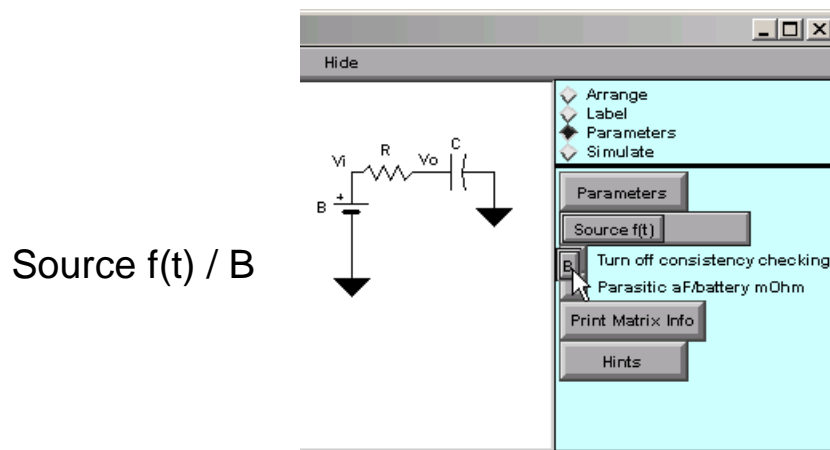 Hide
Arrange
Label
Parameters
Simulate
Vi R Vo C
B +
Parameters
Source f(t)
B Turn off consistency checking
Parasitic aF/battery mOhm
Print Matrix Info
Hints
Source f(t) / B